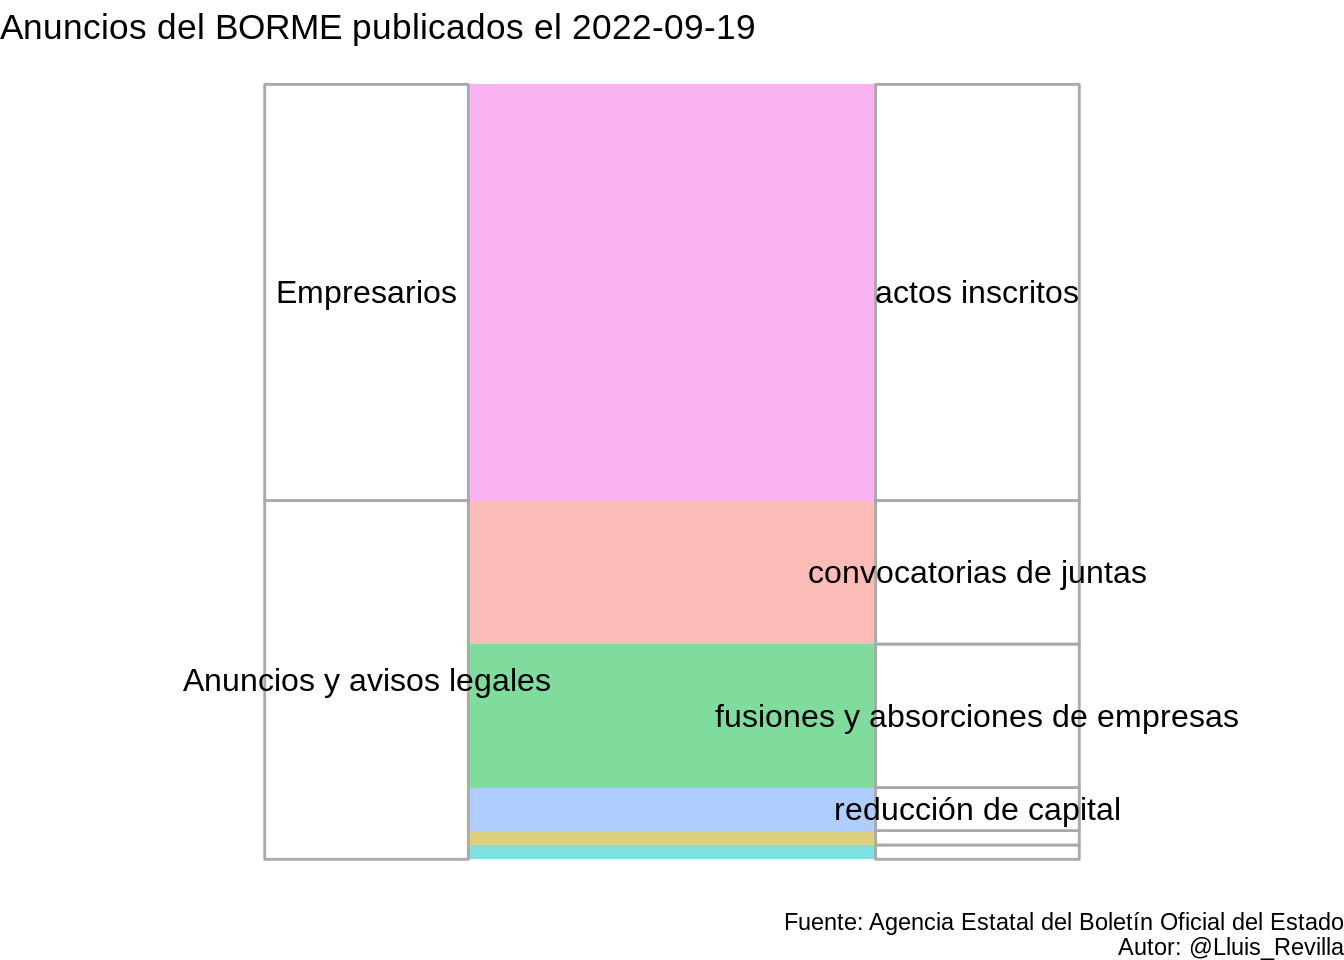 Anuncios del BORME publicados el 2022-09-19
Empresarios
actos inscritos
convocatorias de juntas
Anuncios y avisos legales
fusiones y absorciones de empresas
reducción de capital
Fuente: Agencia Estatal del Boletín Oficial del Estado
Autor: @Lluis_Revilla